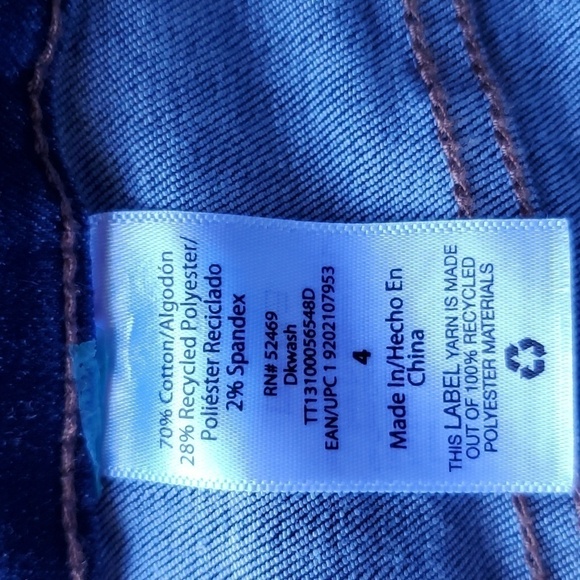 70% Cotton/Algodón
28% Recycled Polyester/
Poliéster Reciclado
2% Spandex
RN# 52469
Dkwash
TT13100056548D
EAN/UPC 1 9202107953
4
Made In/Hecho En
China
THIS LABEL YARN IS MADE
OUT OF 100% RECYCLED
POLYESTER MATERIALS